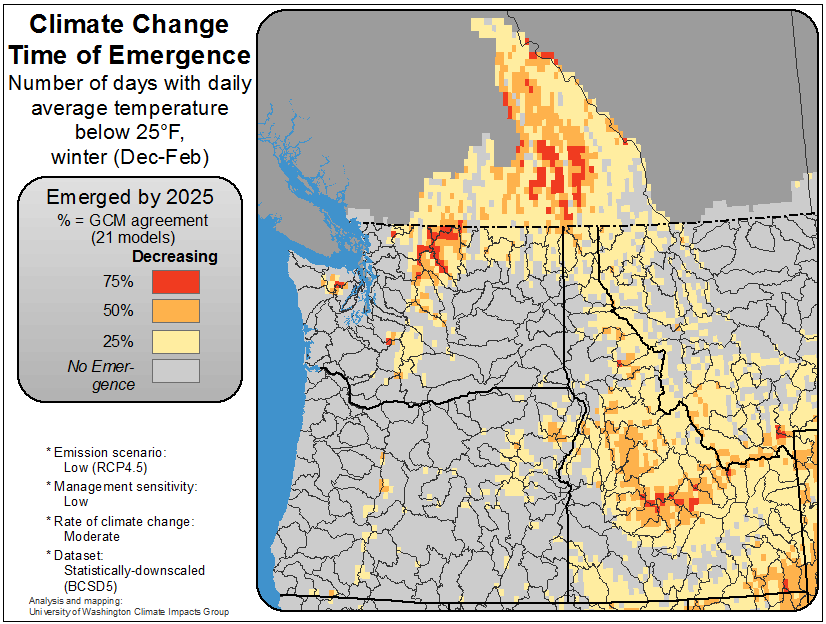 Climate Change
Time of Emergence
Number of days with daily
average temperature
below 25°F,
winter (Dec-Feb)
Emerged by 2025
% = GCM agreement
(21 models)
Decreasing
75%
50%
25%
No Emer-
gence
* Emission scenario:
Low (RCP4.5)
* Management sensitivity:
Low
* Rate of climate change:
Moderate
* Dataset:
Statistically-downscaled
(BCSD5)
Analysis and mapping:
University of Washington Climate Impacts Group